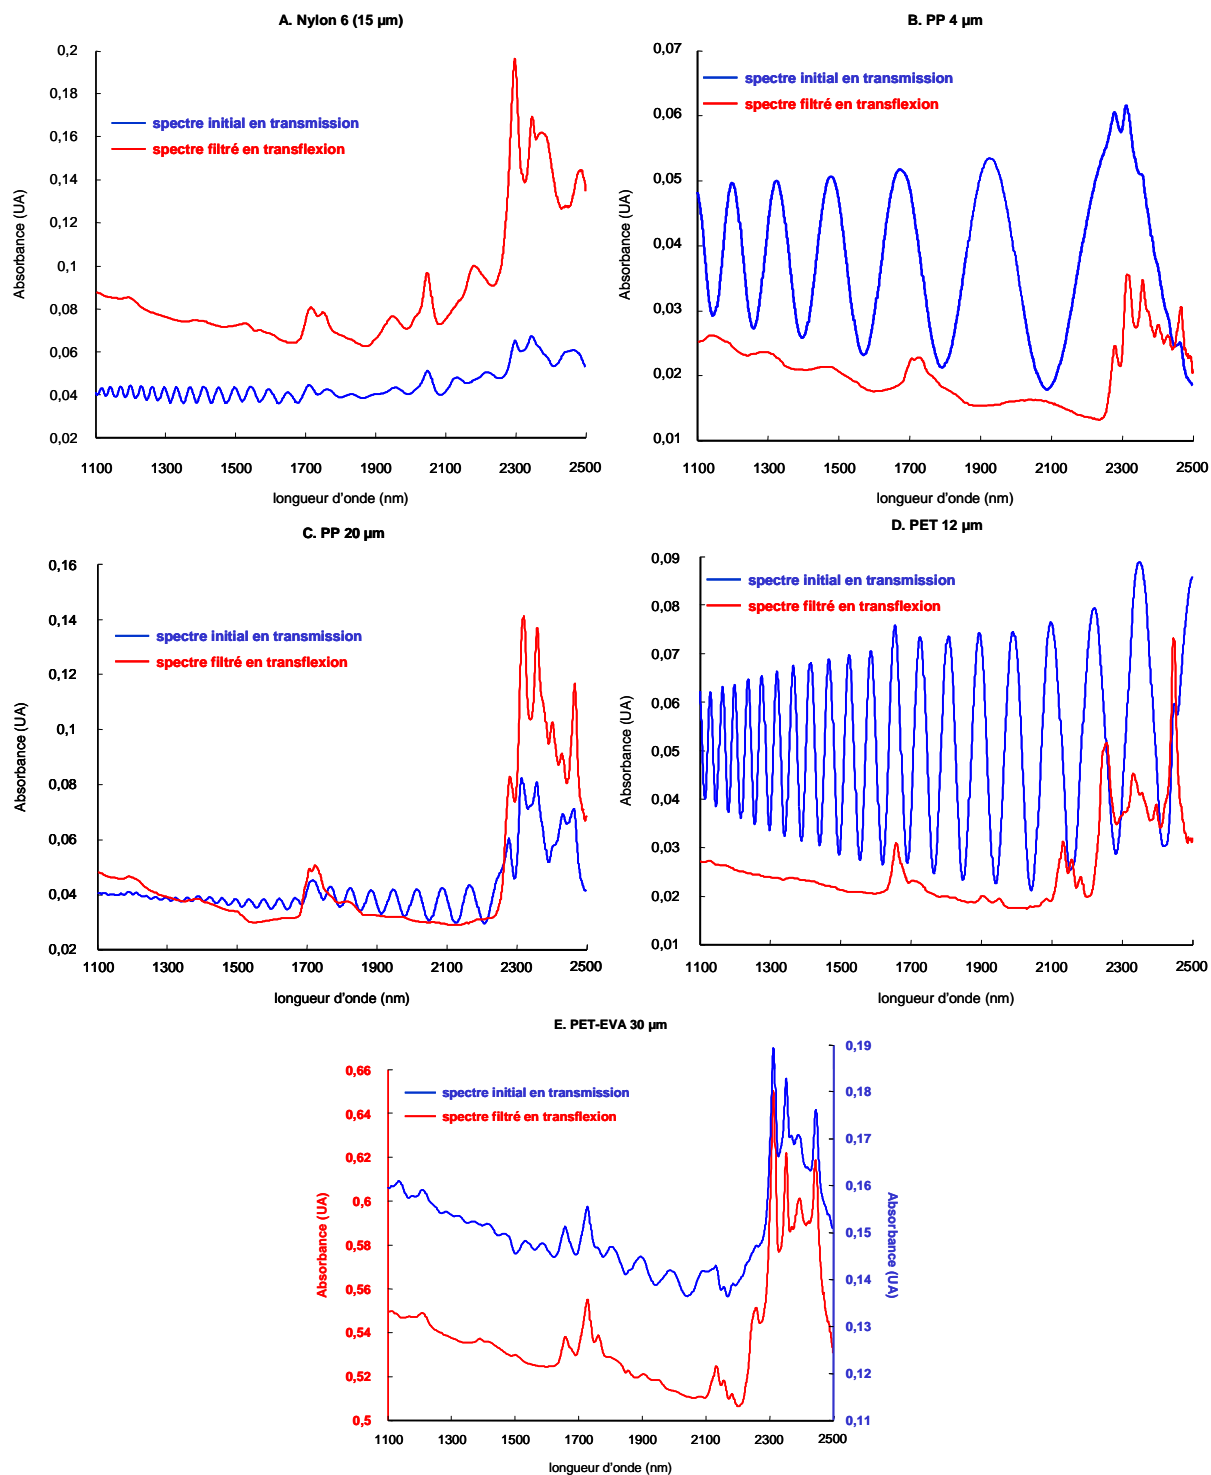 A. Nylon 6 (15 µm)
0,2
0,18
0,16
0,14
0,12
0,1
0,08
0,06
0,04
0,02
Absorbance (UA)
spectre initial en transmission
spectre filtré en transflexion
1100 1300 1500 1700 1900 2100 2300 2500
longueur d'onde (nm)
B. PP 4 µm
0,07
0,06
0,05
0,04
0,03
0,02
0,01
Absorbance (UA)
spectre initial en transmission
spectre filtré en transflexion
1100 1300 1500 1700 1900 2100 2300 2500
longueur d'onde (nm)
C. PP 20 µm
0,16
0,14
0,12
0,1
0,08
0,06
0,04
0,02
Absorbance (UA)
spectre initial en transmission
spectre filtré en transflexion
1100 1300 1500 1700 1900 2100 2300 2500
longueur d'onde (nm)
D. PET 12 µm
0,09
0,08
0,07
0,06
0,05
0,04
0,03
0,02
0,01
Absorbance (UA)
spectre initial en transmission
spectre filtré en transflexion
1100 1300 1500 1700 1900 2100 2300 2500
longueur d'onde (nm)
E. PET-EVA 30 µm
0,66
0,64
0,62
0,6
0,58
0,56
0,54
0,52
0,5
Absorbance (UA)
spectre initial en transmission
spectre filtré en transflexion
0,19
0,18
0,17
0,16
0,15
0,14
0,13
0,12
0,11
Absorbance (UA)
1100 1300 1500 1700 1900 2100 2300 2500
longueur d'onde (nm)